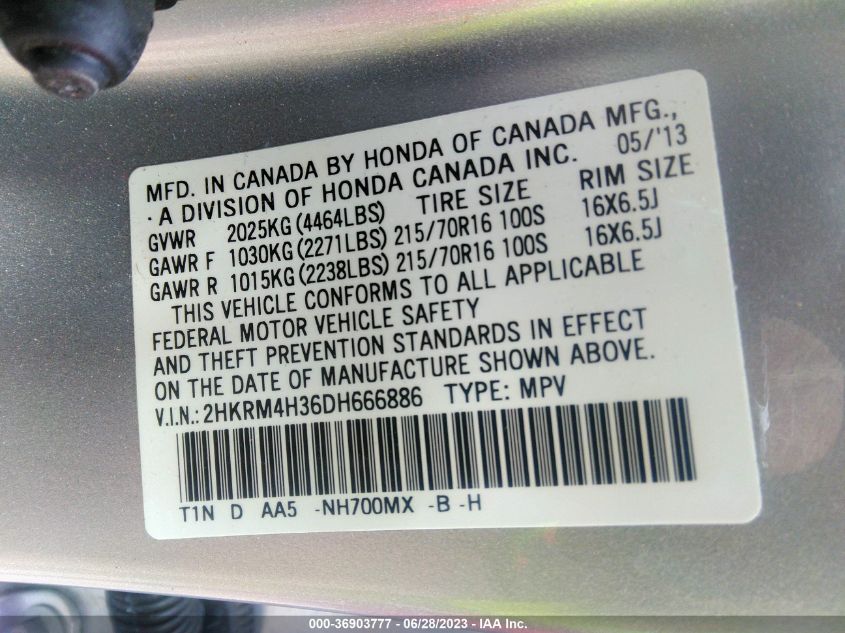 MFD. IN CANADA BY HONDA OF CANADA MFG.,
· A DIVISION OF HONDA CANADA INC. 05/'13
GVWR 2025KG (4464LBS) TIRE SIZE RIM SIZE
GAWR F 1030KG (2271LBS) 215/70R16 100S 16X6.5J
GAWR R 1015KG (2238LBS) 215/70R16 100S 16X6.5J
THIS VEHICLE CONFORMS TO ALL APPLICABLE
FEDERAL MOTOR VEHICLE SAFETY
AND THEFT PREVENTION STANDARDS IN EFFECT
ON THE DATE OF MANUFACTURE SHOWN ABOVE.
V.I.N.: 2HKRM4H36DH666886 TYPE: MPV
T1N D AA5 -NH700MX -B -H
000-36903777 - 06/28/2023 - IAA Inc.